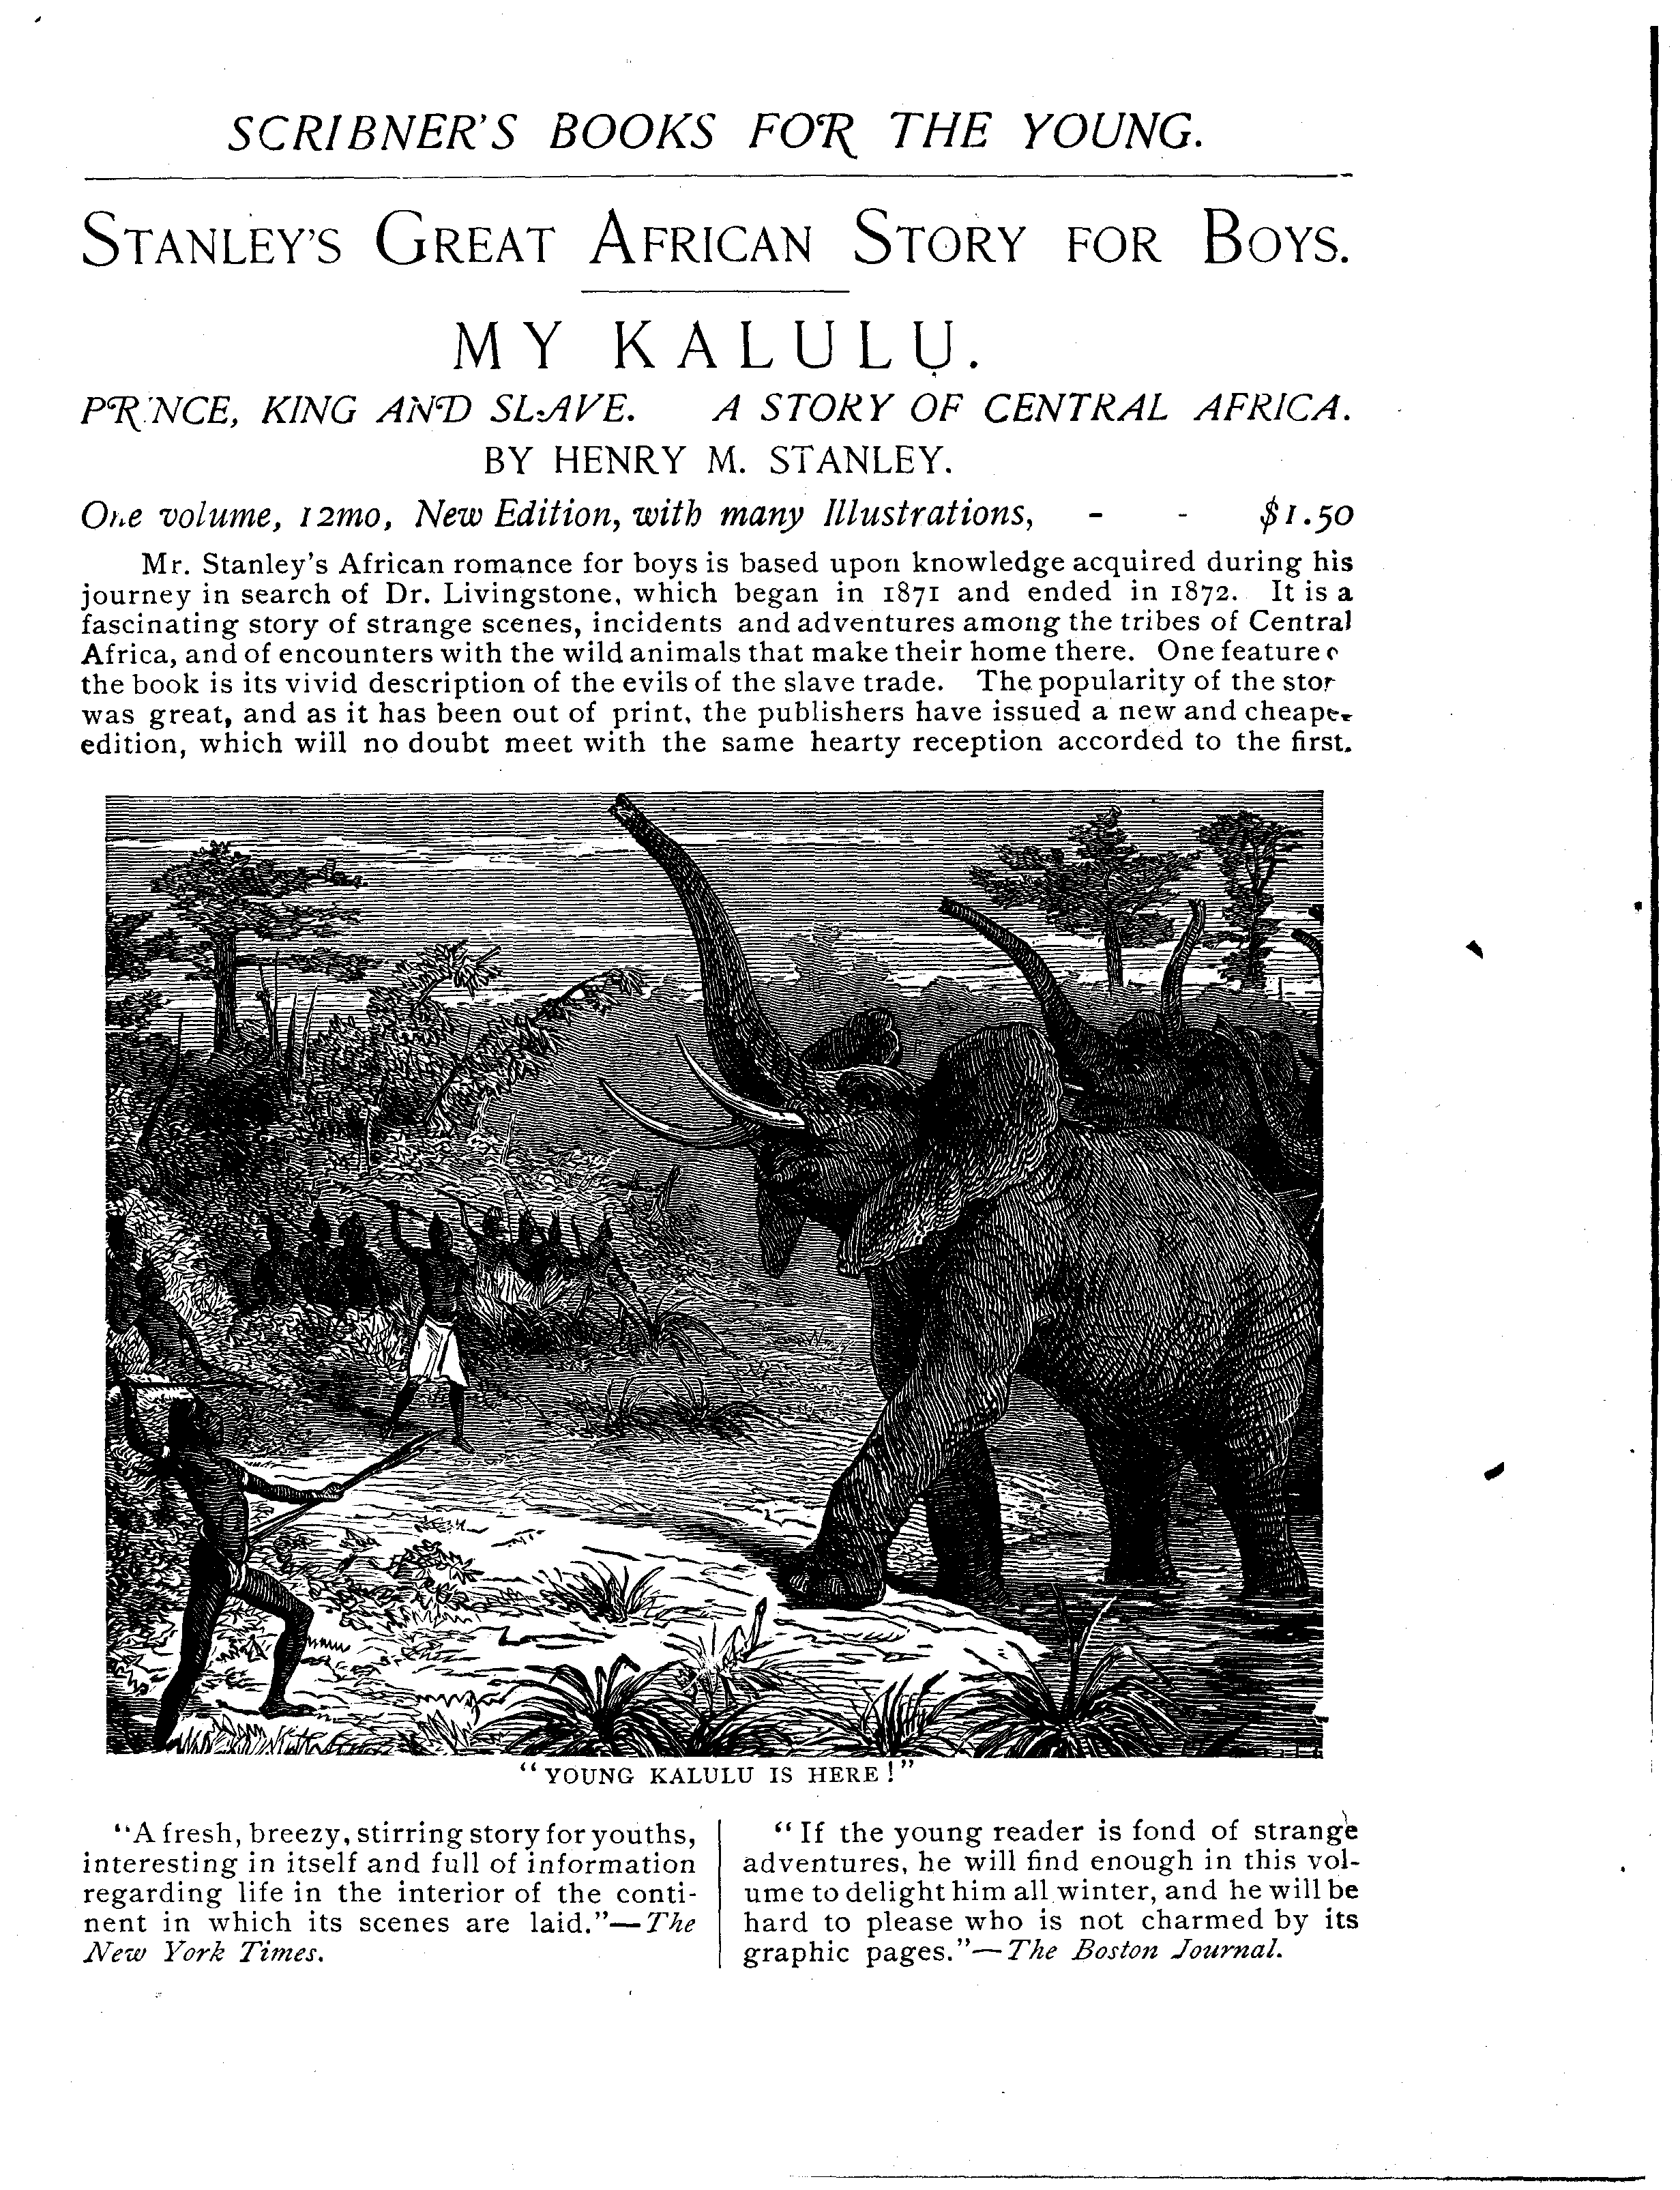 SCRIBNER'S BOOKS FOR THE YOUNG.
STANLEY'S GREAT AFRICAN STORY FOR BOYS.
MY KALULU.
PRINCE, KING AND SLAVE. A STORY OF CENTRAL AFRICA.
BY HENRY M. STANLEY.
One volume, 12mo, New Edition, with many Illustrations, - - $1.50
Mr. Stanley's African romance for boys is based upon knowledge acquired during his
journey in search of Dr. Livingstone, which began in 1871 and ended in 1872. It is a
fascinating story of strange scenes, incidents and adventures among the tribes of Central
Africa, and of encounters with the wild animals that make their home there. One feature
the book is its vivid description of the evils of the slave trade. The popularity of the stor
was great, and as it has been out of print, the publishers have issued a new and cheaper
edition, which will no doubt meet with the same hearty reception accorded to the first.
"YOUNG KALULU IS HERE!"
"A fresh, breezy, stirring story for youths,
interesting in itself and full of information
regarding life in the interior of the conti-
nent in which its scenes are laid."—The
New York Times.
"If the young reader is fond of strange
adventures, he will find enough in this vol-
ume to delight him all winter, and he will be
hard to please who is not charmed by its
graphic pages."—The Boston Journal.